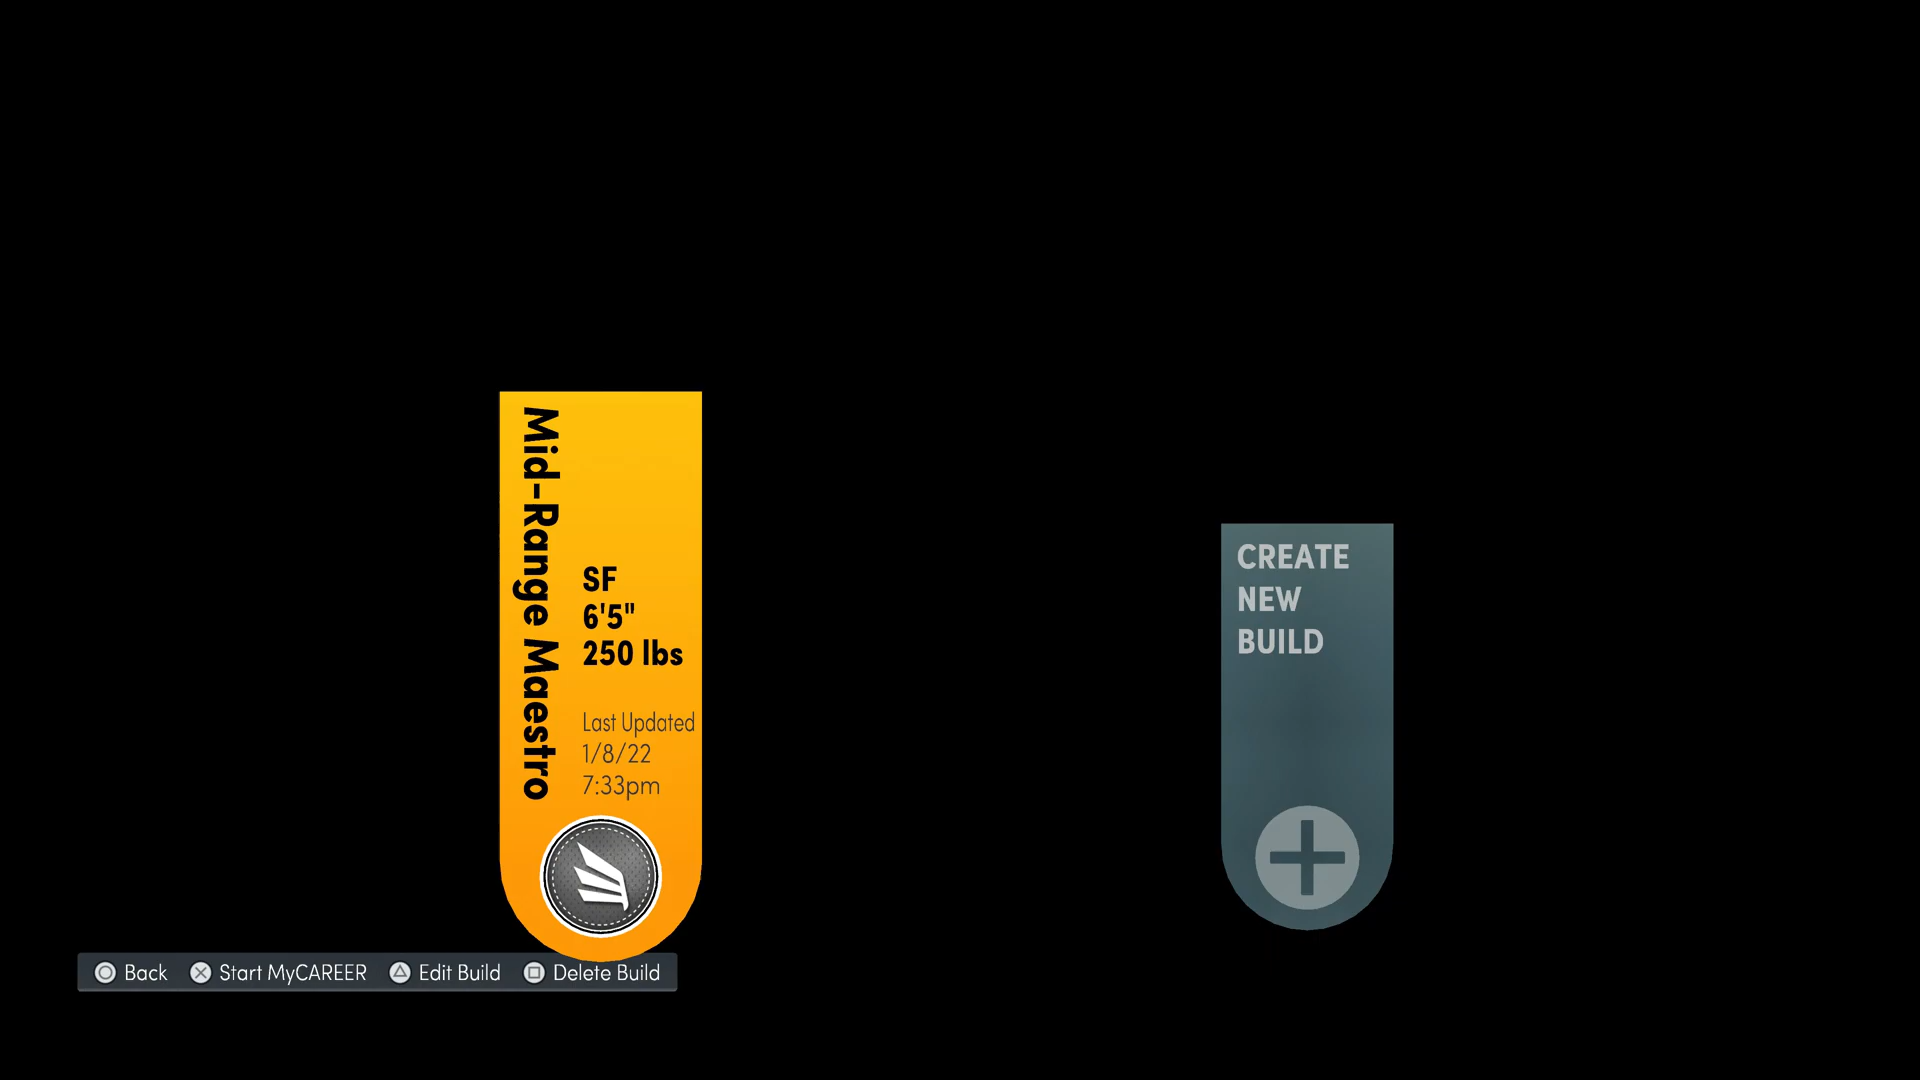 Mid-Range Maestro
SF
6'5"
250 lbs
Last Updated
1/8/22
7:33pm
CREATE
NEW
BUILD
Back Start MyCAREER Edit Build Delete Build